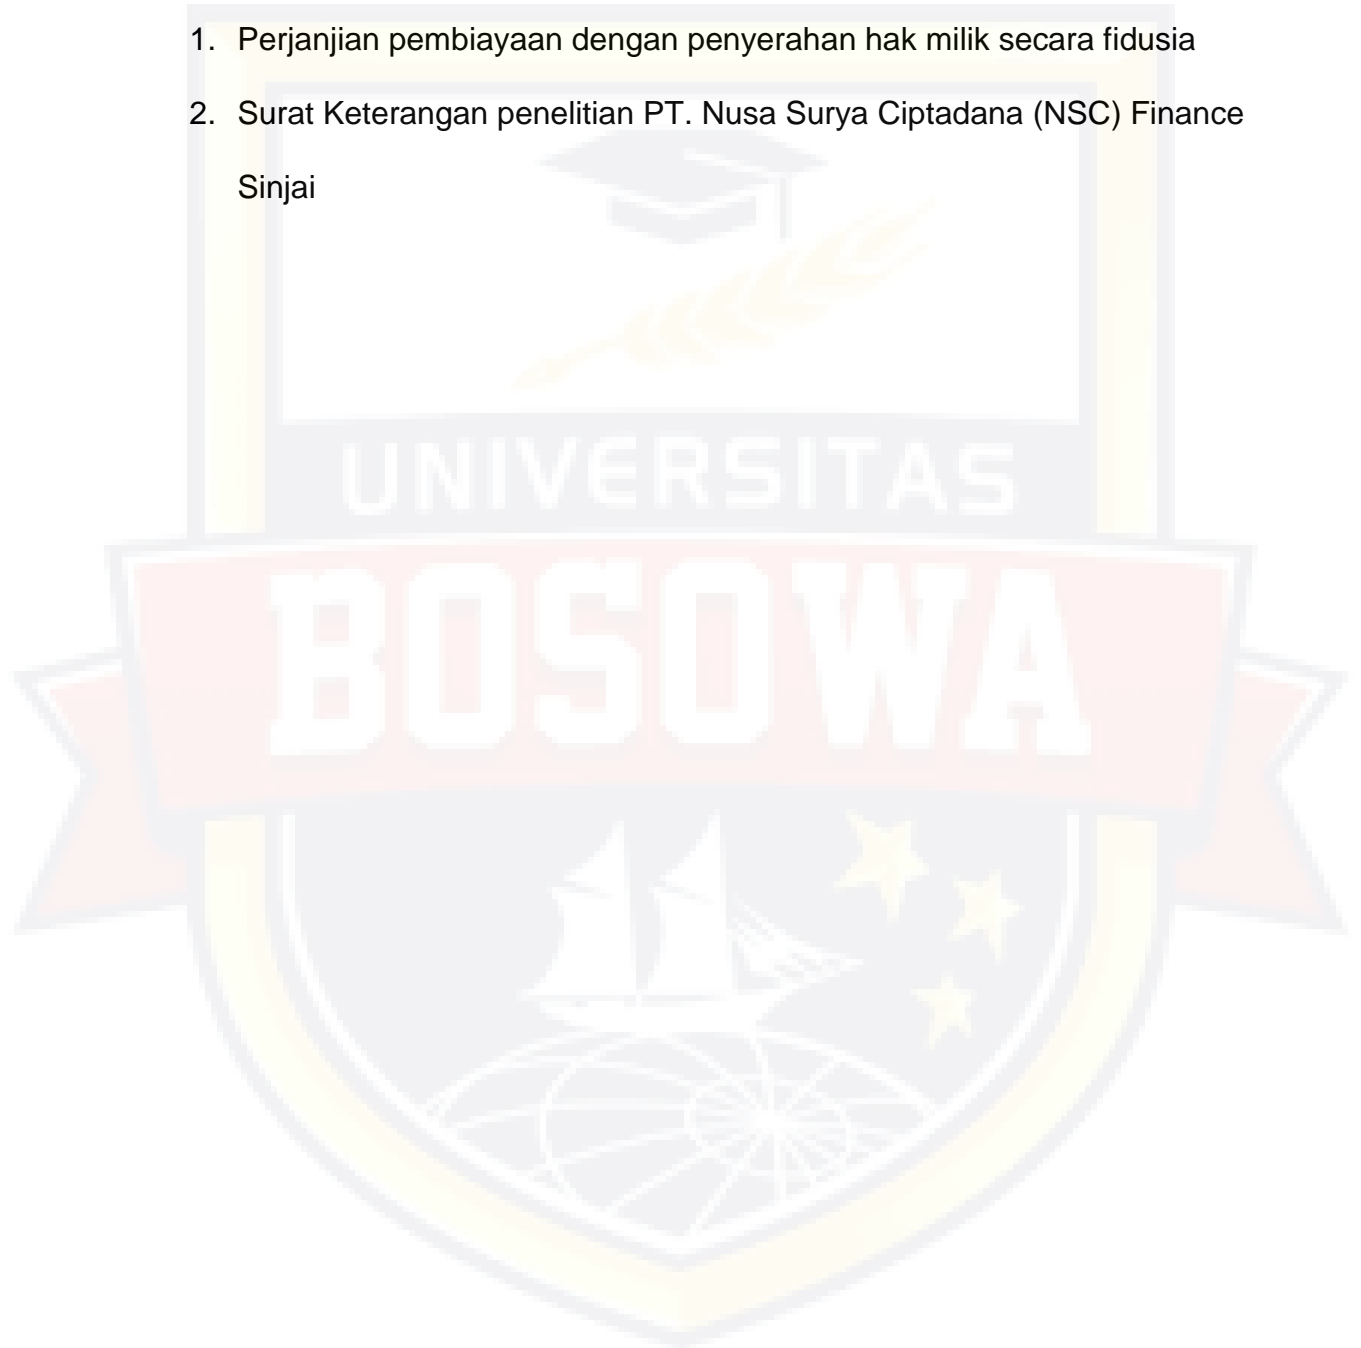 1. Perjanjian pembiayaan dengan penyerahan hak milik secara fidusia
2. Surat Keterangan penelitian PT. Nusa Surya Ciptadana (NSC) Finance
Sinjai
UNIVERSITAS
BOSOWA